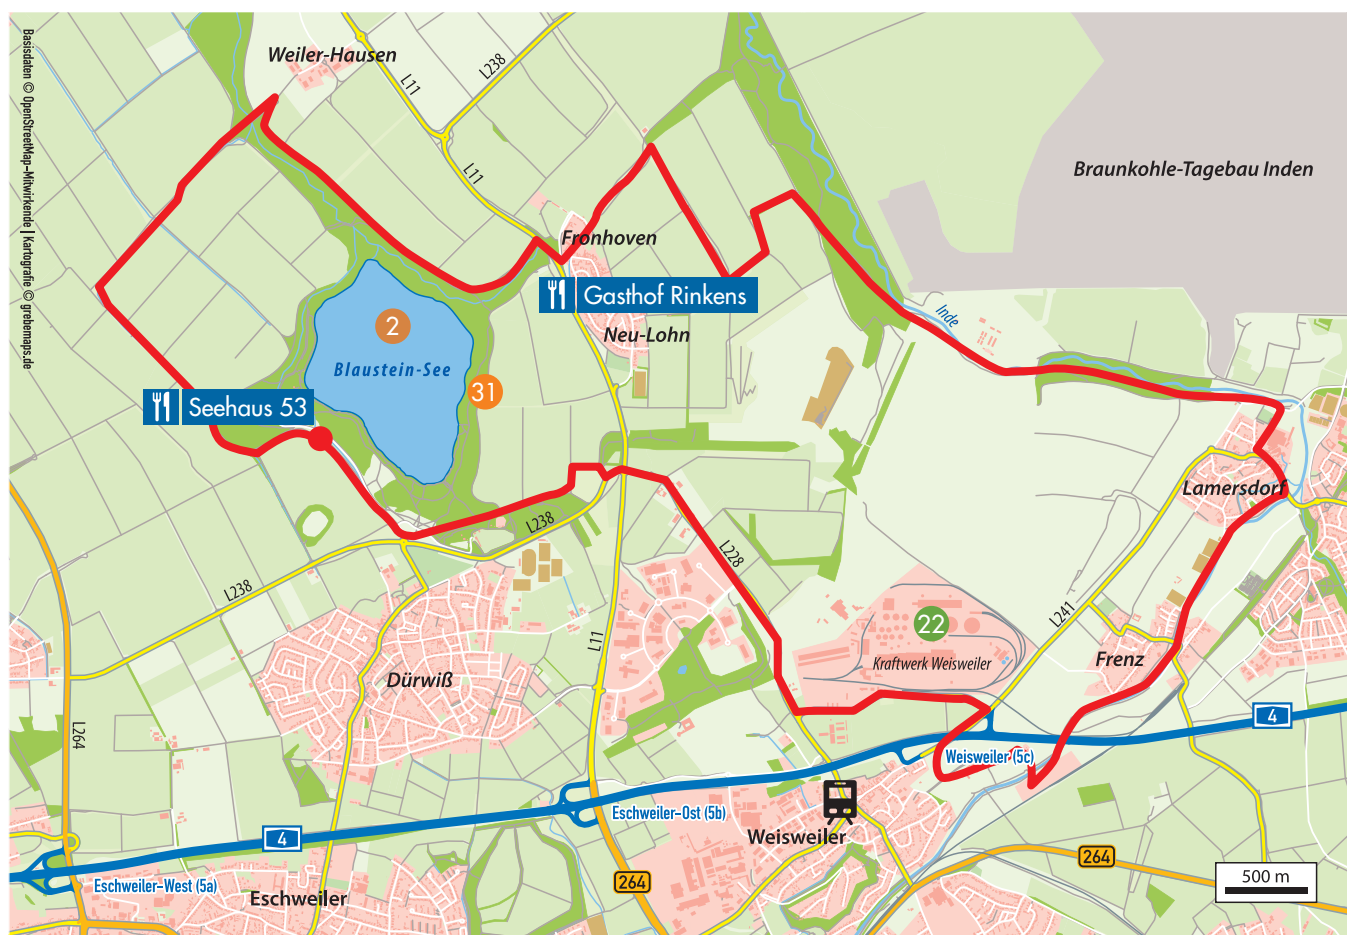 Weiler-Hausen
L11
L238
Basisdaten © OpenStreetMap-Mitwirkende | Kartografie © grebemaps.de
L11
Braunkohle-Tagebau Inden
Fronhoven
Gasthof Rinkens
Inde
2
Neu-Lohn
Blaustein-See
31
Seehaus 53
Lamersdorf
L238
L228
L238
L241
22
L11
Frenz
Kraftwerk Weisweiler
Dürwiß
L264
4
Weisweiler (5c)
Eschweiler-Ost (5b)
Weisweiler
4
264
264
500 m
Eschweiler-West (5a)
Eschweiler